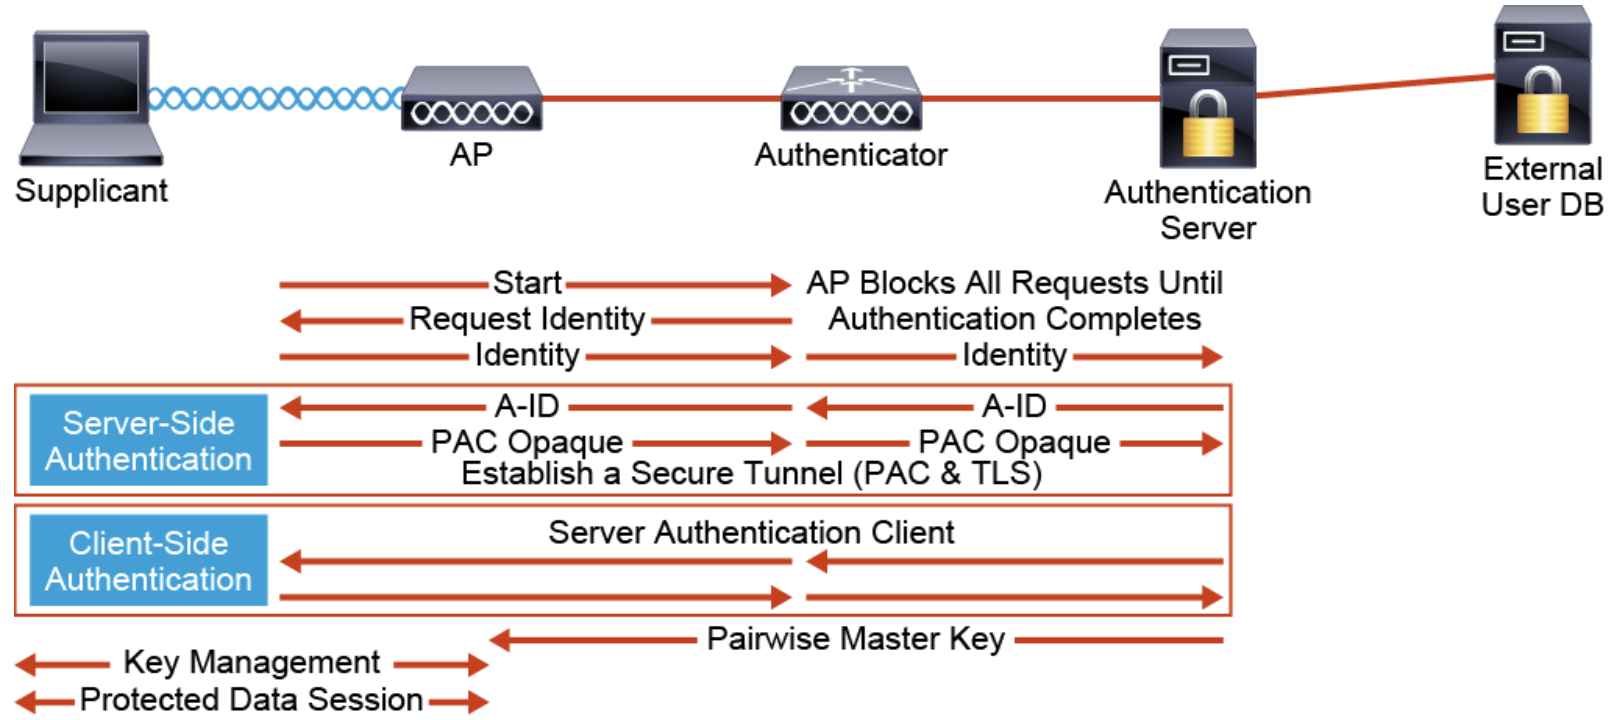 Supplicant
AP
Authenticator
Authentication
Server
External
User DB
Start
AP Blocks All Requests Until
Request Identity
Authentication Completes
Identity
Identity
Server-Side
Authentication
A-ID
A-ID
PAC Opaque
PAC Opaque
Establish a Secure Tunnel (PAC & TLS)
Client-Side
Authentication
Server Authentication Client
Pairwise Master Key
Key Management
Protected Data Session